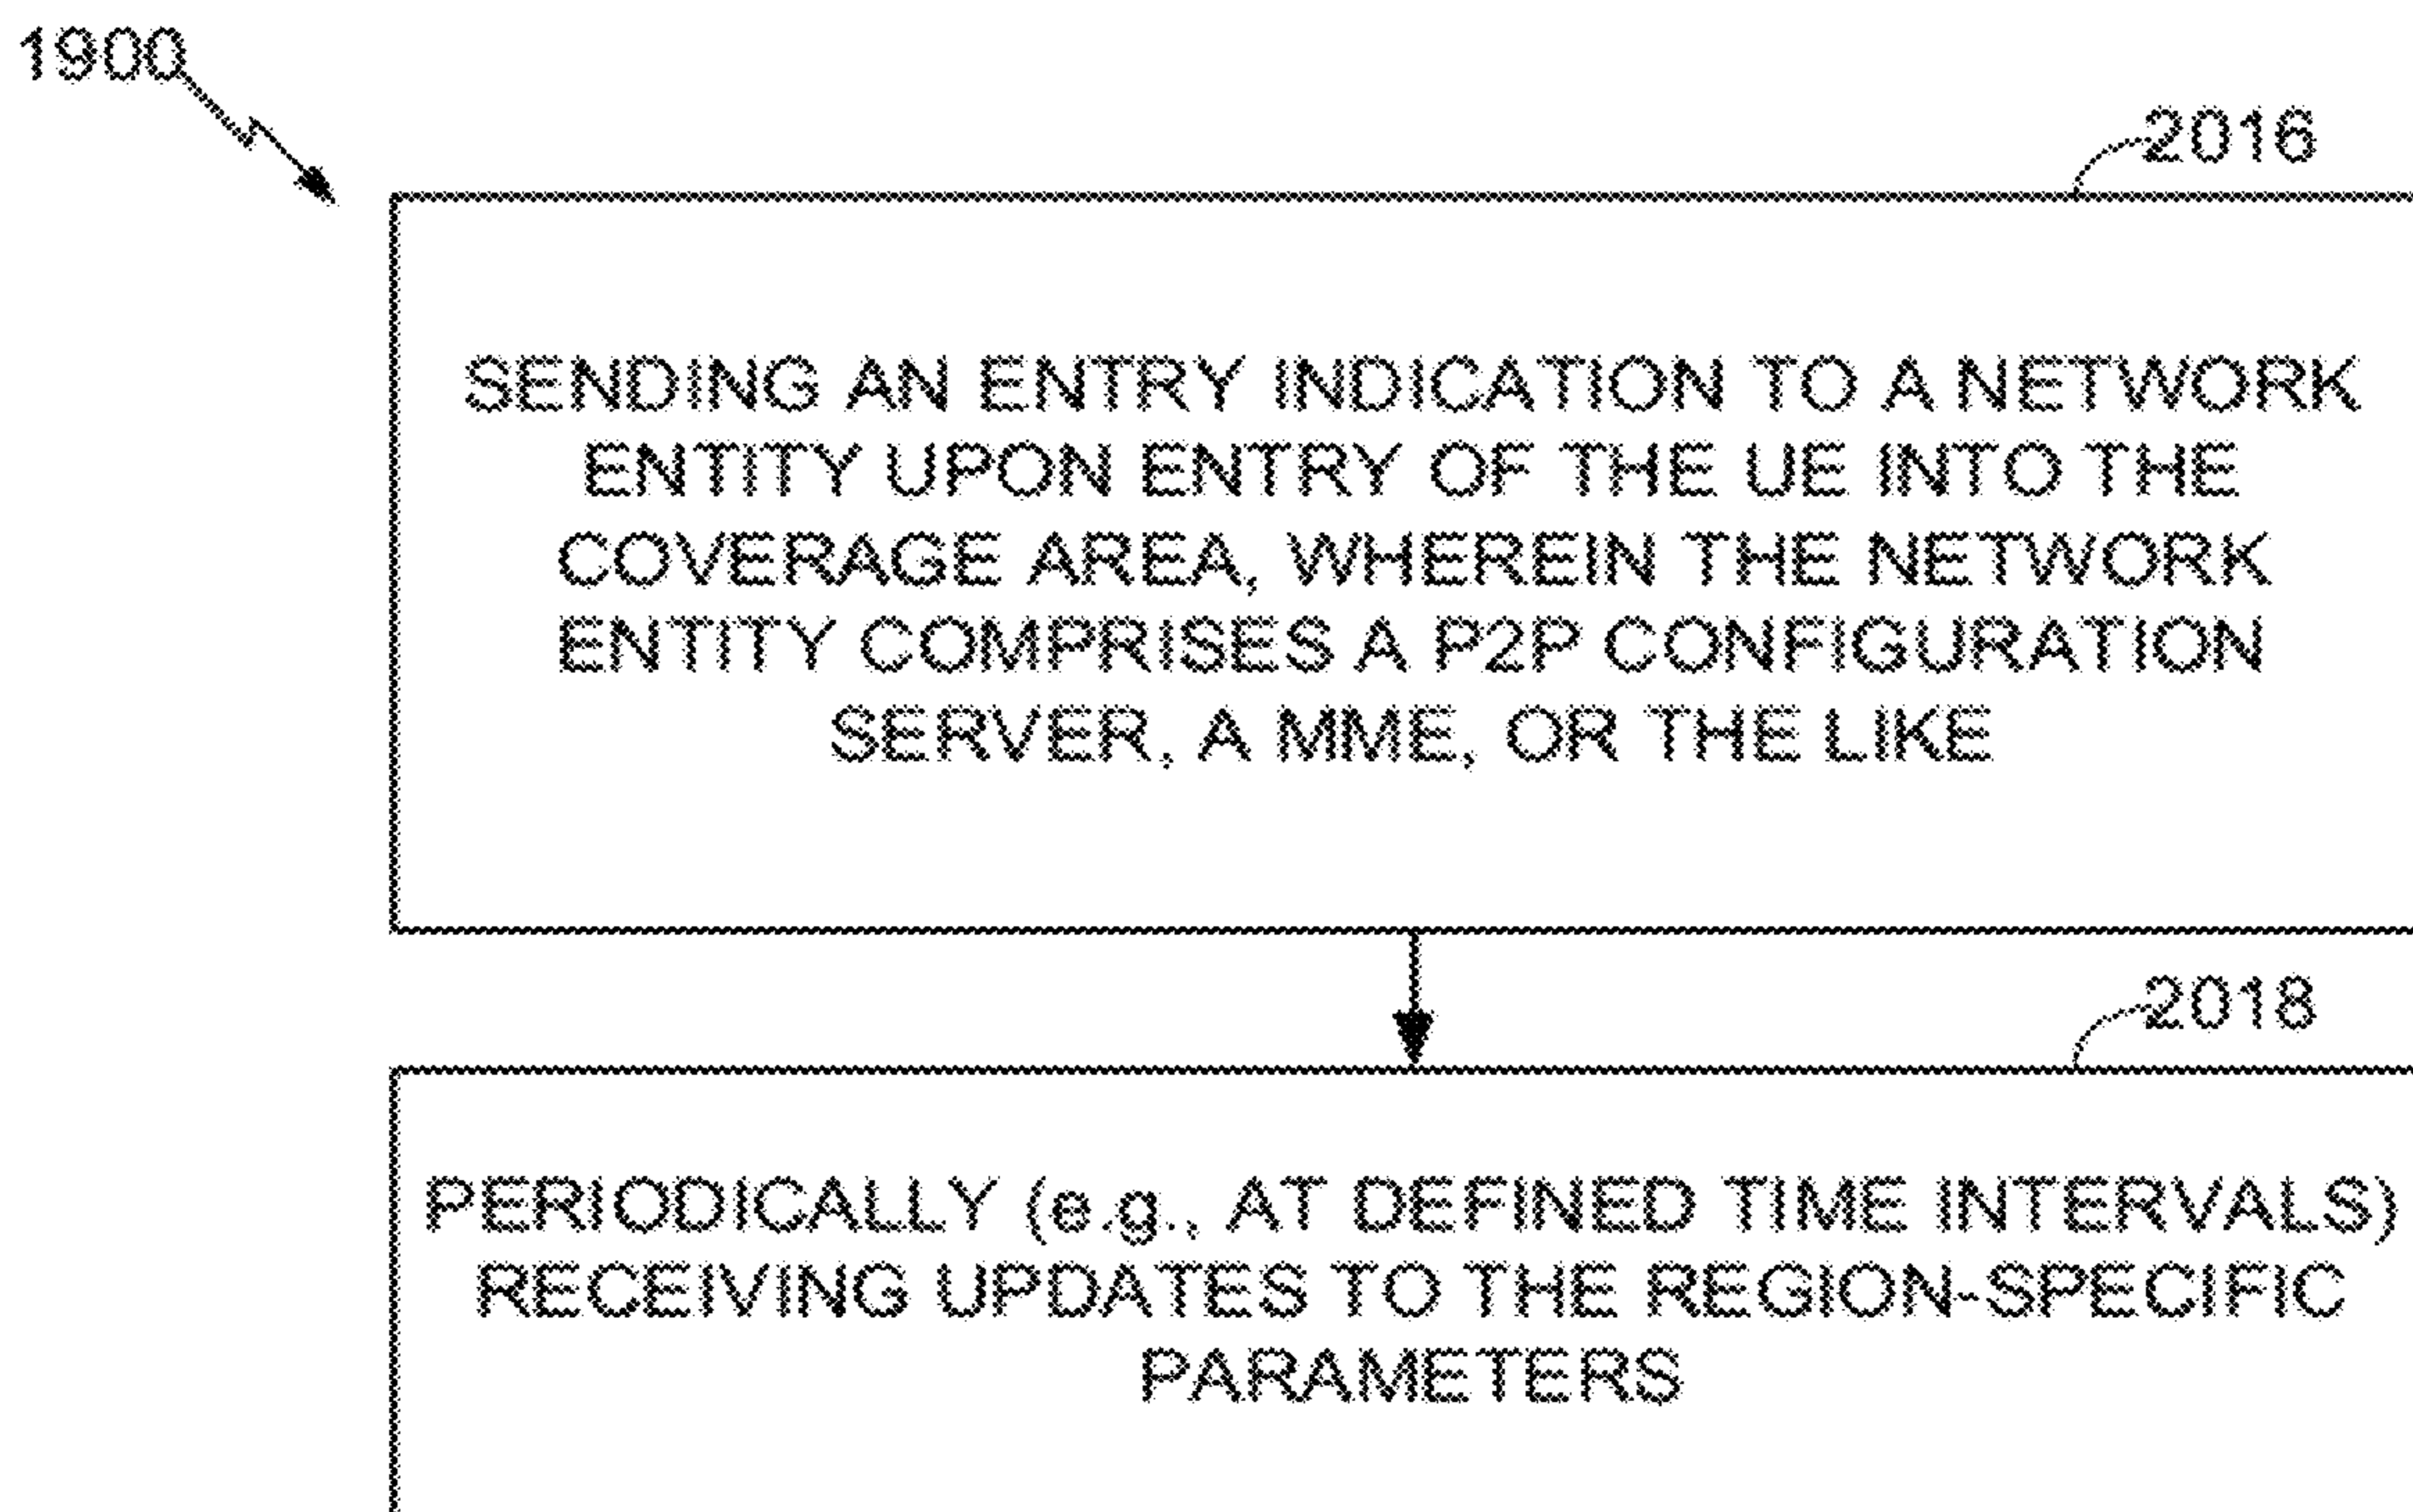 1900
2016
SENDING AN ENTRY INDICATION TO A NETWORK
ENTITY UPON ENTRY OF THE UE INTO THE
COVERAGE AREA, WHEREIN THE NETWORK
ENTITY COMPRISES A P2P CONFIGURATION
SERVER, A MME, OR THE LIKE
2018
PERIODICALLY (e.g., AT DEFINED TIME INTERVALS)
RECEIVING UPDATES TO THE REGION-SPECIFIC
PARAMETERS